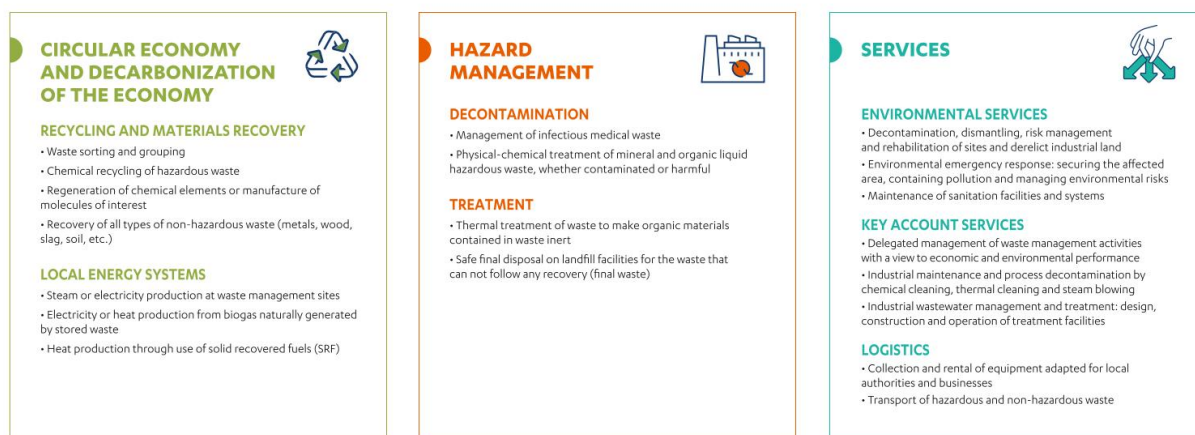 CIRCULAR ECONOMY
AND DECARBONIZATION
OF THE ECONOMY
RECYCLING AND MATERIALS RECOVERY
• Waste sorting and grouping
• Chemical recycling of hazardous waste
• Regeneration of chemical elements or manufacture of
molecules of interest
• Recovery of all types of non-hazardous waste (metals, wood,
slag, soil, etc.)
LOCAL ENERGY SYSTEMS
• Steam or electricity production at waste management sites
• Electricity or heat production from biogas naturally generated
by stored waste
• Heat production through use of solid recovered fuels (SRF)
HAZARD
MANAGEMENT
DECONTAMINATION
• Management of infectious medical waste
• Physical-chemical treatment of mineral and organic liquid
hazardous waste, whether contaminated or harmful
TREATMENT
• Thermal treatment of waste to make organic materials
contained in waste inert
• Safe final disposal on landfill facilities for the waste that
can not follow any recovery (final waste)
SERVICES
ENVIRONMENTAL SERVICES
• Decontamination, dismantling, risk management
and rehabilitation of sites and derelict industrial land
• Environmental emergency response: securing the affected
area, containing pollution and managing environmental risks
• Maintenance of sanitation facilities and systems
KEY ACCOUNT SERVICES
• Delegated management of waste management activities
with a view to economic and environmental performance
• Industrial maintenance and process decontamination by
chemical cleaning, thermal cleaning and steam blowing
• Industrial wastewater management and treatment: design,
construction and operation of treatment facilities
LOGISTICS
• Collection and rental of equipment adapted for local
authorities and businesses
• Transport of hazardous and non-hazardous waste